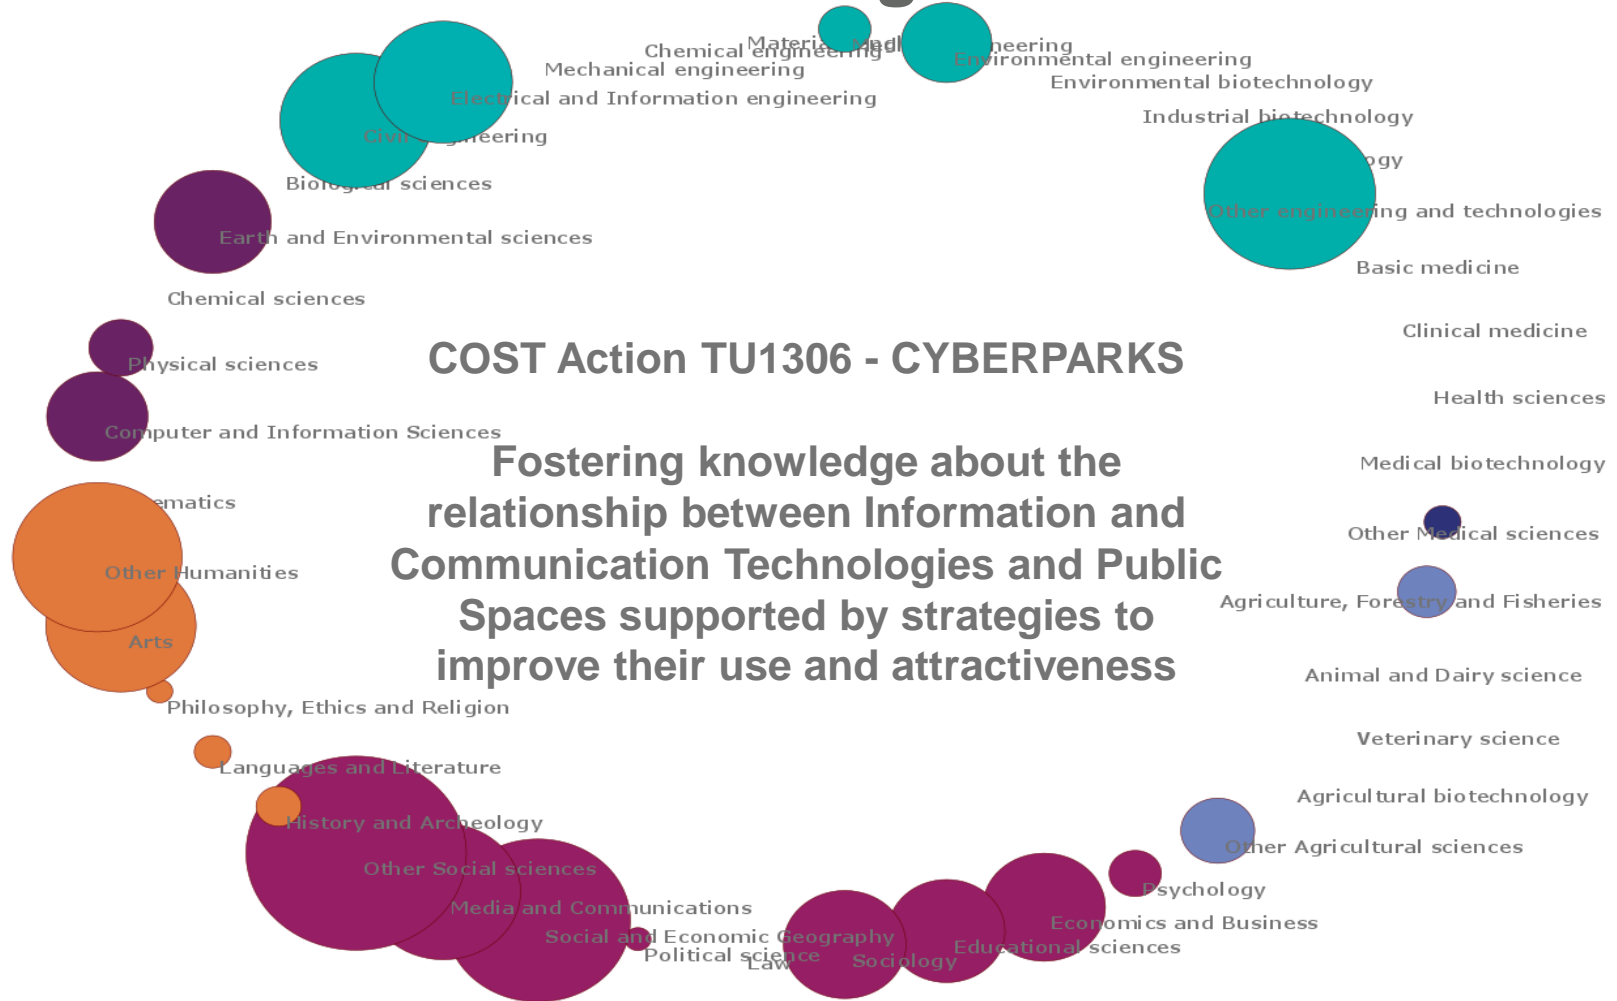 Chemical engineering
Environmental engineering
Mechanical engineering
Environmental biotechnology
Electrical and Information engineering
Industrial biotechnology
Civil engineering
Biological sciences
Other engineering and technologies
Earth and Environmental sciences
Basic medicine
Chemical sciences
Clinical medicine
Physical sciences
COST Action TU1306 - CYBERPARKS
Health sciences
Computer and Information Sciences
Fostering knowledge about the
relationship between Information and
Communication Technologies and Public
Spaces supported by strategies to
improve their use and attractiveness
Medical biotechnology
ematics
Other Medical sciences
Other Humanities
Agriculture, Forestry and Fisheries
Arts
Animal and Dairy science
Philosophy, Ethics and Religion
Veterinary science
Languages and Literature
Agricultural biotechnology
History and Archeology
Other Agricultural sciences
Other Social sciences
Psychology
Media and Communications
Economics and Business
Social and Economic Geography
Educational sciences
Political science
Law
Sociology